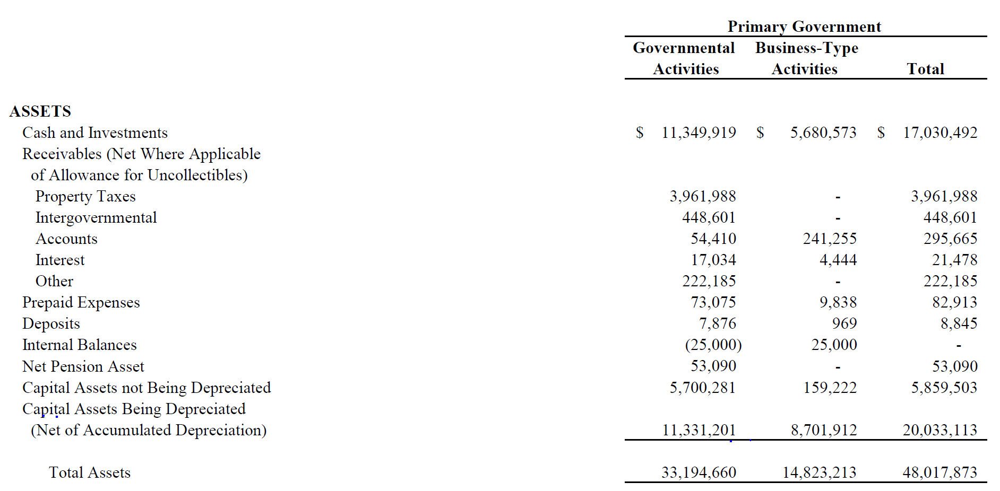 Primary Government
Governmental Business-Type
Activities Activities Total
ASSETS
Cash and Investments $ 11,349,919 $ 5,680,573 $ 17,030,492
Receivables (Net Where Applicable
of Allowance for Uncollectibles)
Property Taxes 3,961,988 - 3,961,988
Intergovernmental 448,601 - 448,601
Accounts 54,410 241,255 295,665
Interest 17,034 4,444 21,478
Other 222,185 - 222,185
Prepaid Expenses 73,075 9,838 82,913
Deposits 7,876 969 8,845
Internal Balances (25,000) 25,000 -
Net Pension Asset 53,090 - 53,090
Capital Assets not Being Depreciated 5,700,281 159,222 5,859,503
Capital Assets Being Depreciated
(Net of Accumulated Depreciation) 11,331,201 8,701,912 20,033,113
Total Assets 33,194,660 14,823,213 48,017,873